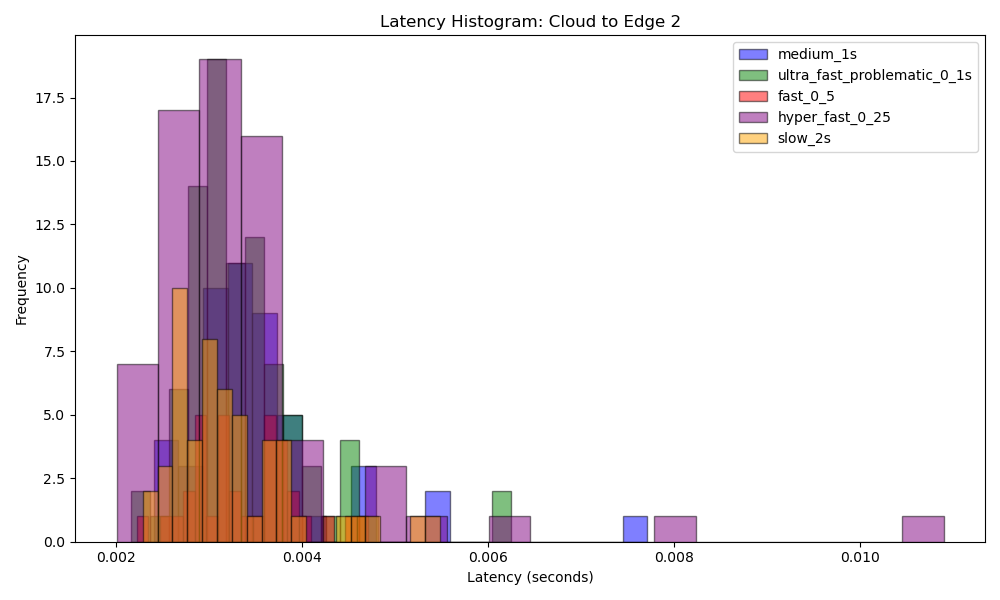 Latency Histogram: Cloud to Edge 2
medium_1s
ultra_fast_problematic_0_1s
fast_0_5
hyper_fast_0_25
slow_2s
Frequency
17.5
15.0
12.5
10.0
7.5
5.0
2.5
0.0
0.002 0.004 0.006 0.008 0.010
Latency (seconds)